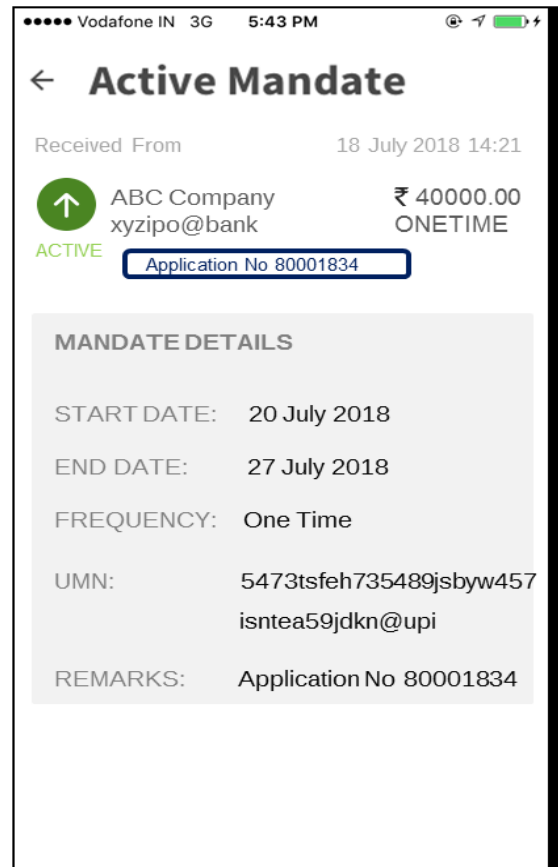 Vodafone IN 3G 5:43 PM
← Active Mandate
Received From 18 July 2018 14:21
ABC Company ₹ 40000.00
xyzipo@bank ONETIME
ACTIVE
Application No 80001834
MANDATE DETAILS
START DATE: 20 July 2018
END DATE: 27 July 2018
FREQUENCY: One Time
UMN: 5473tsfeh735489jsbyw457
isntea59jdkn@upi
REMARKS: Application No 80001834